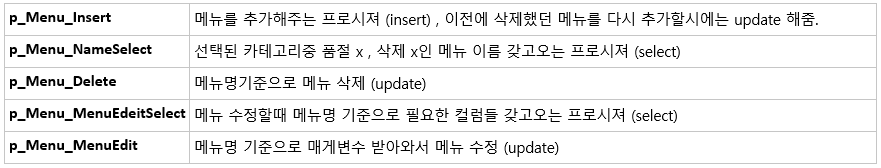 p_Menu_Insert 메뉴를 추가해주는 프로시져 (insert) , 이전에 삭제했던 메뉴를 다시 추가할시에는 update 해줌.
p_Menu_NameSelect 선택된 카테고리중 품절 x , 삭제 x인 메뉴 이름 갖고오는 프로시져 (select)
p_Menu_Delete 메뉴명기준으로 메뉴 삭제 (update)
p_Menu_MenuEdeitSelect 메뉴 수정할때 메뉴명 기준으로 필요한 컬럼들 갖고오는 프로시져 (select)
p_Menu_MenuEdit 메뉴명 기준으로 매게변수 받아와서 메뉴 수정 (update)